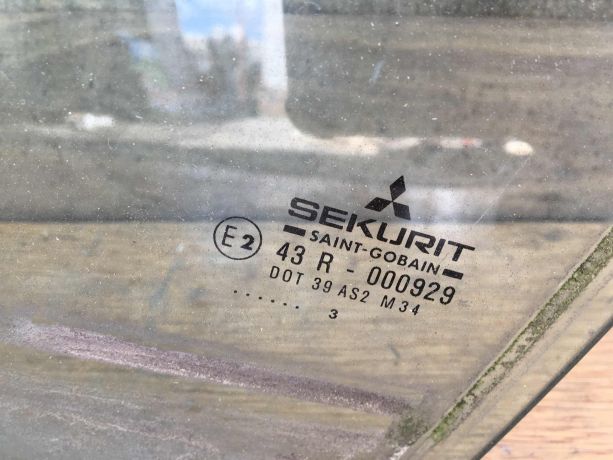 SEKURIT
SAINT-GOBAIN
E2
43 R - 000929
DOT 39 AS2 M34
......
3